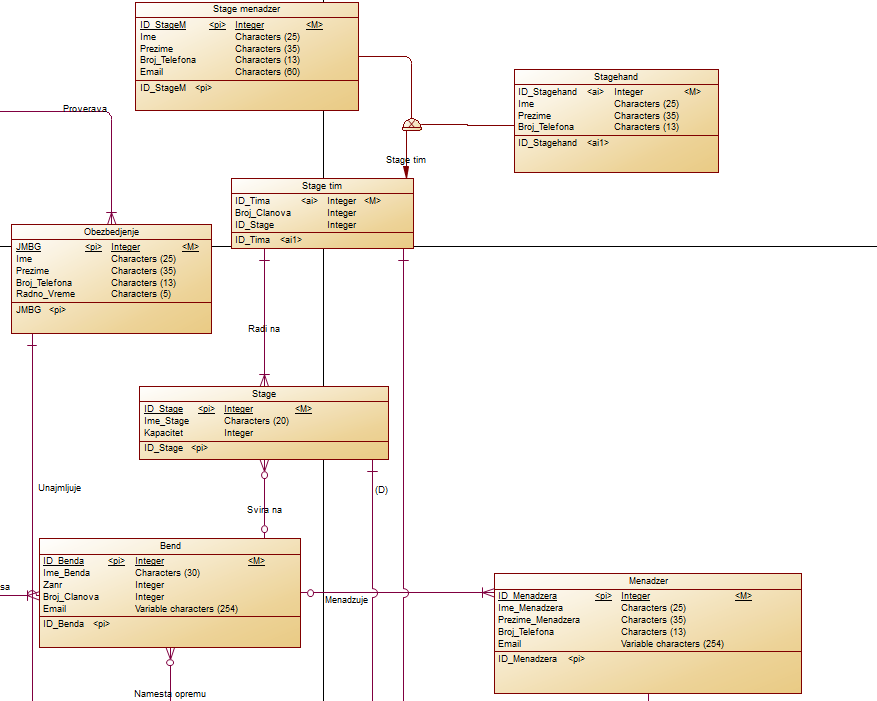 Stage menadzer
ID_StageM <pi> Integer <M>
Ime Characters (25)
Prezime Characters (35)
Broj_Telefona Characters (13)
Email Characters (60)
ID_StageM <pi>
Stagehand
ID_Stagehand <ai> Integer <M>
Ime Characters (25)
Prezime Characters (35)
Broj_Telefona Characters (13)
ID_Stagehand <ai1>
Proverava
Stage tim
Stage tim
ID_Tima <ai> Integer <M>
Broj_Clanova Integer
ID_Stage Integer
ID_Tima <ai1>
Obezbedjenje
JMBG <pi> Integer <M>
Ime Characters (25)
Prezime Characters (35)
Broj_Telefona Characters (13)
Radno_Vreme Characters (5)
JMBG <pi>
Radi na
Stage
ID_Stage <pi> Integer <M>
Ime_Stage Characters (20)
Kapacitet Integer
ID_Stage <pi>
Unajmljuje
(D)
Svira na
Bend
ID_Benda <pi> Integer <M>
Ime_Benda Characters (30)
Zanr Integer
Broj_Clanova Integer
Email Variable characters (254)
ID_Benda <pi>
sa
Menadzuje
Menadzer
ID_Menadzera <pi> Integer <M>
Ime_Menadzera Characters (25)
Prezime_Menadzera Characters (35)
Broj_Telefona Characters (13)
Email Variable characters (254)
ID_Menadzera <pi>
Namesta opremu